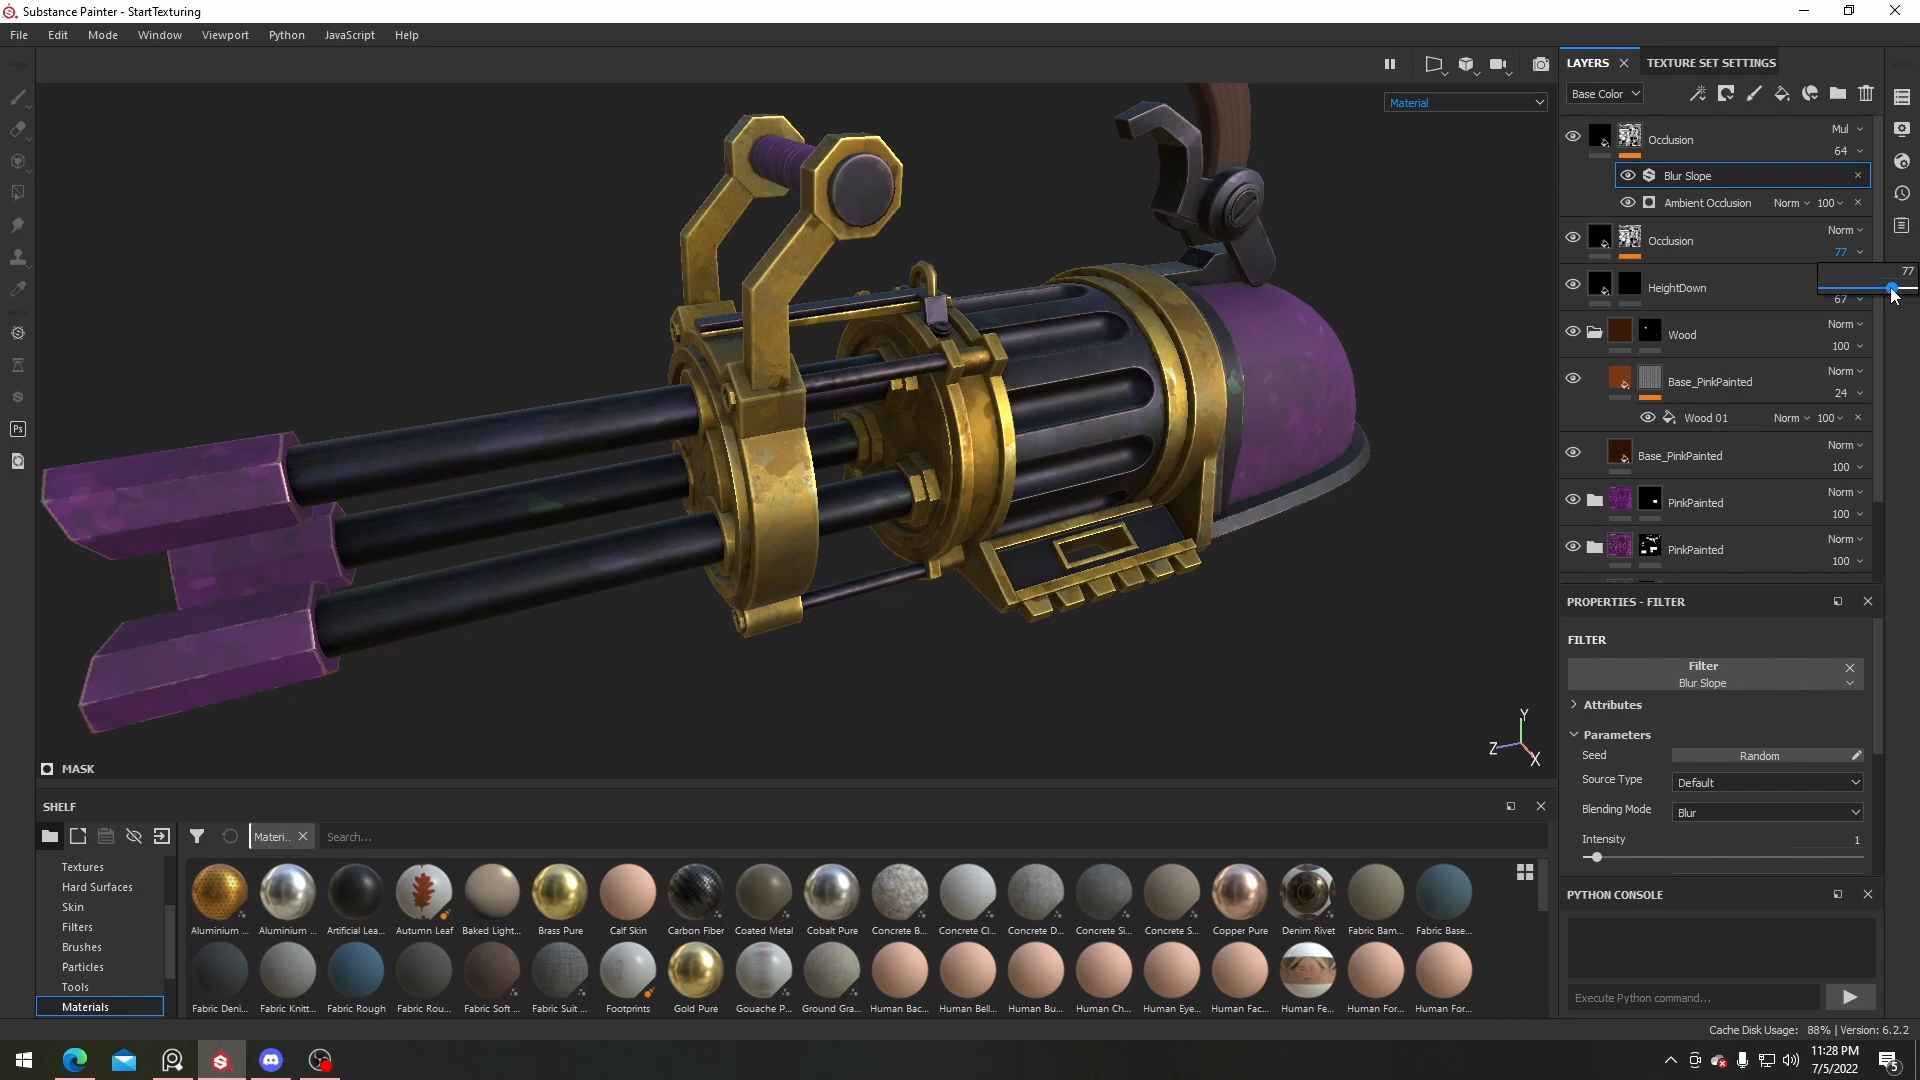 Substance Painter - StartTexturing
File Edit Mode Window Viewport Python JavaScript Help
Material
LAYERS TEXTURE SET SETTINGS
Base Color
Occlusion Mul
64
Blur Slope
Ambient Occlusion Norm 100
Occlusion Norm
77
77
HeightDown
67
Wood Norm
100
Base_PinkPainted Norm
24
Wood 01 Norm 100
Base_PinkPainted Norm
100
PinkPainted Norm
100
PinkPainted Norm
100
PROPERTIES - FILTER
FILTER
Filter
Blur Slope
Attributes
Parameters
Seed Random
Source Type Default
Blending Mode Blur
Intensity 1
Y
Z
X
MASK
SHELF
Materi.. Search...
Textures
Hard Surfaces
Skin
Filters
Brushes
Particles
Tools
Materials
Aluminium ... Aluminium ... Artificial Lea... Autumn Leaf Baked Light... Brass Pure Calf Skin Carbon Fiber Coated Metal Cobalt Pure Concrete B... Concrete Cl... Concrete D... Concrete Si... Concrete S... Copper Pure Denim Rivet Fabric Bam... Fabric Base...
Fabric Deni... Fabric Knitt... Fabric Rough Fabric Rou... Fabric Soft ... Fabric Suit ... Footprints Gold Pure Gouache P... Ground Gra... Human Bac... Human Bell... Human Bu... Human Ch... Human Eye... Human Fac... Human Fe... Human For... Human For...
PYTHON CONSOLE
Execute Python command...
Cache Disk Usage: 88% | Version: 6.2.2
Ps
11:28 PM
7/5/2022
5